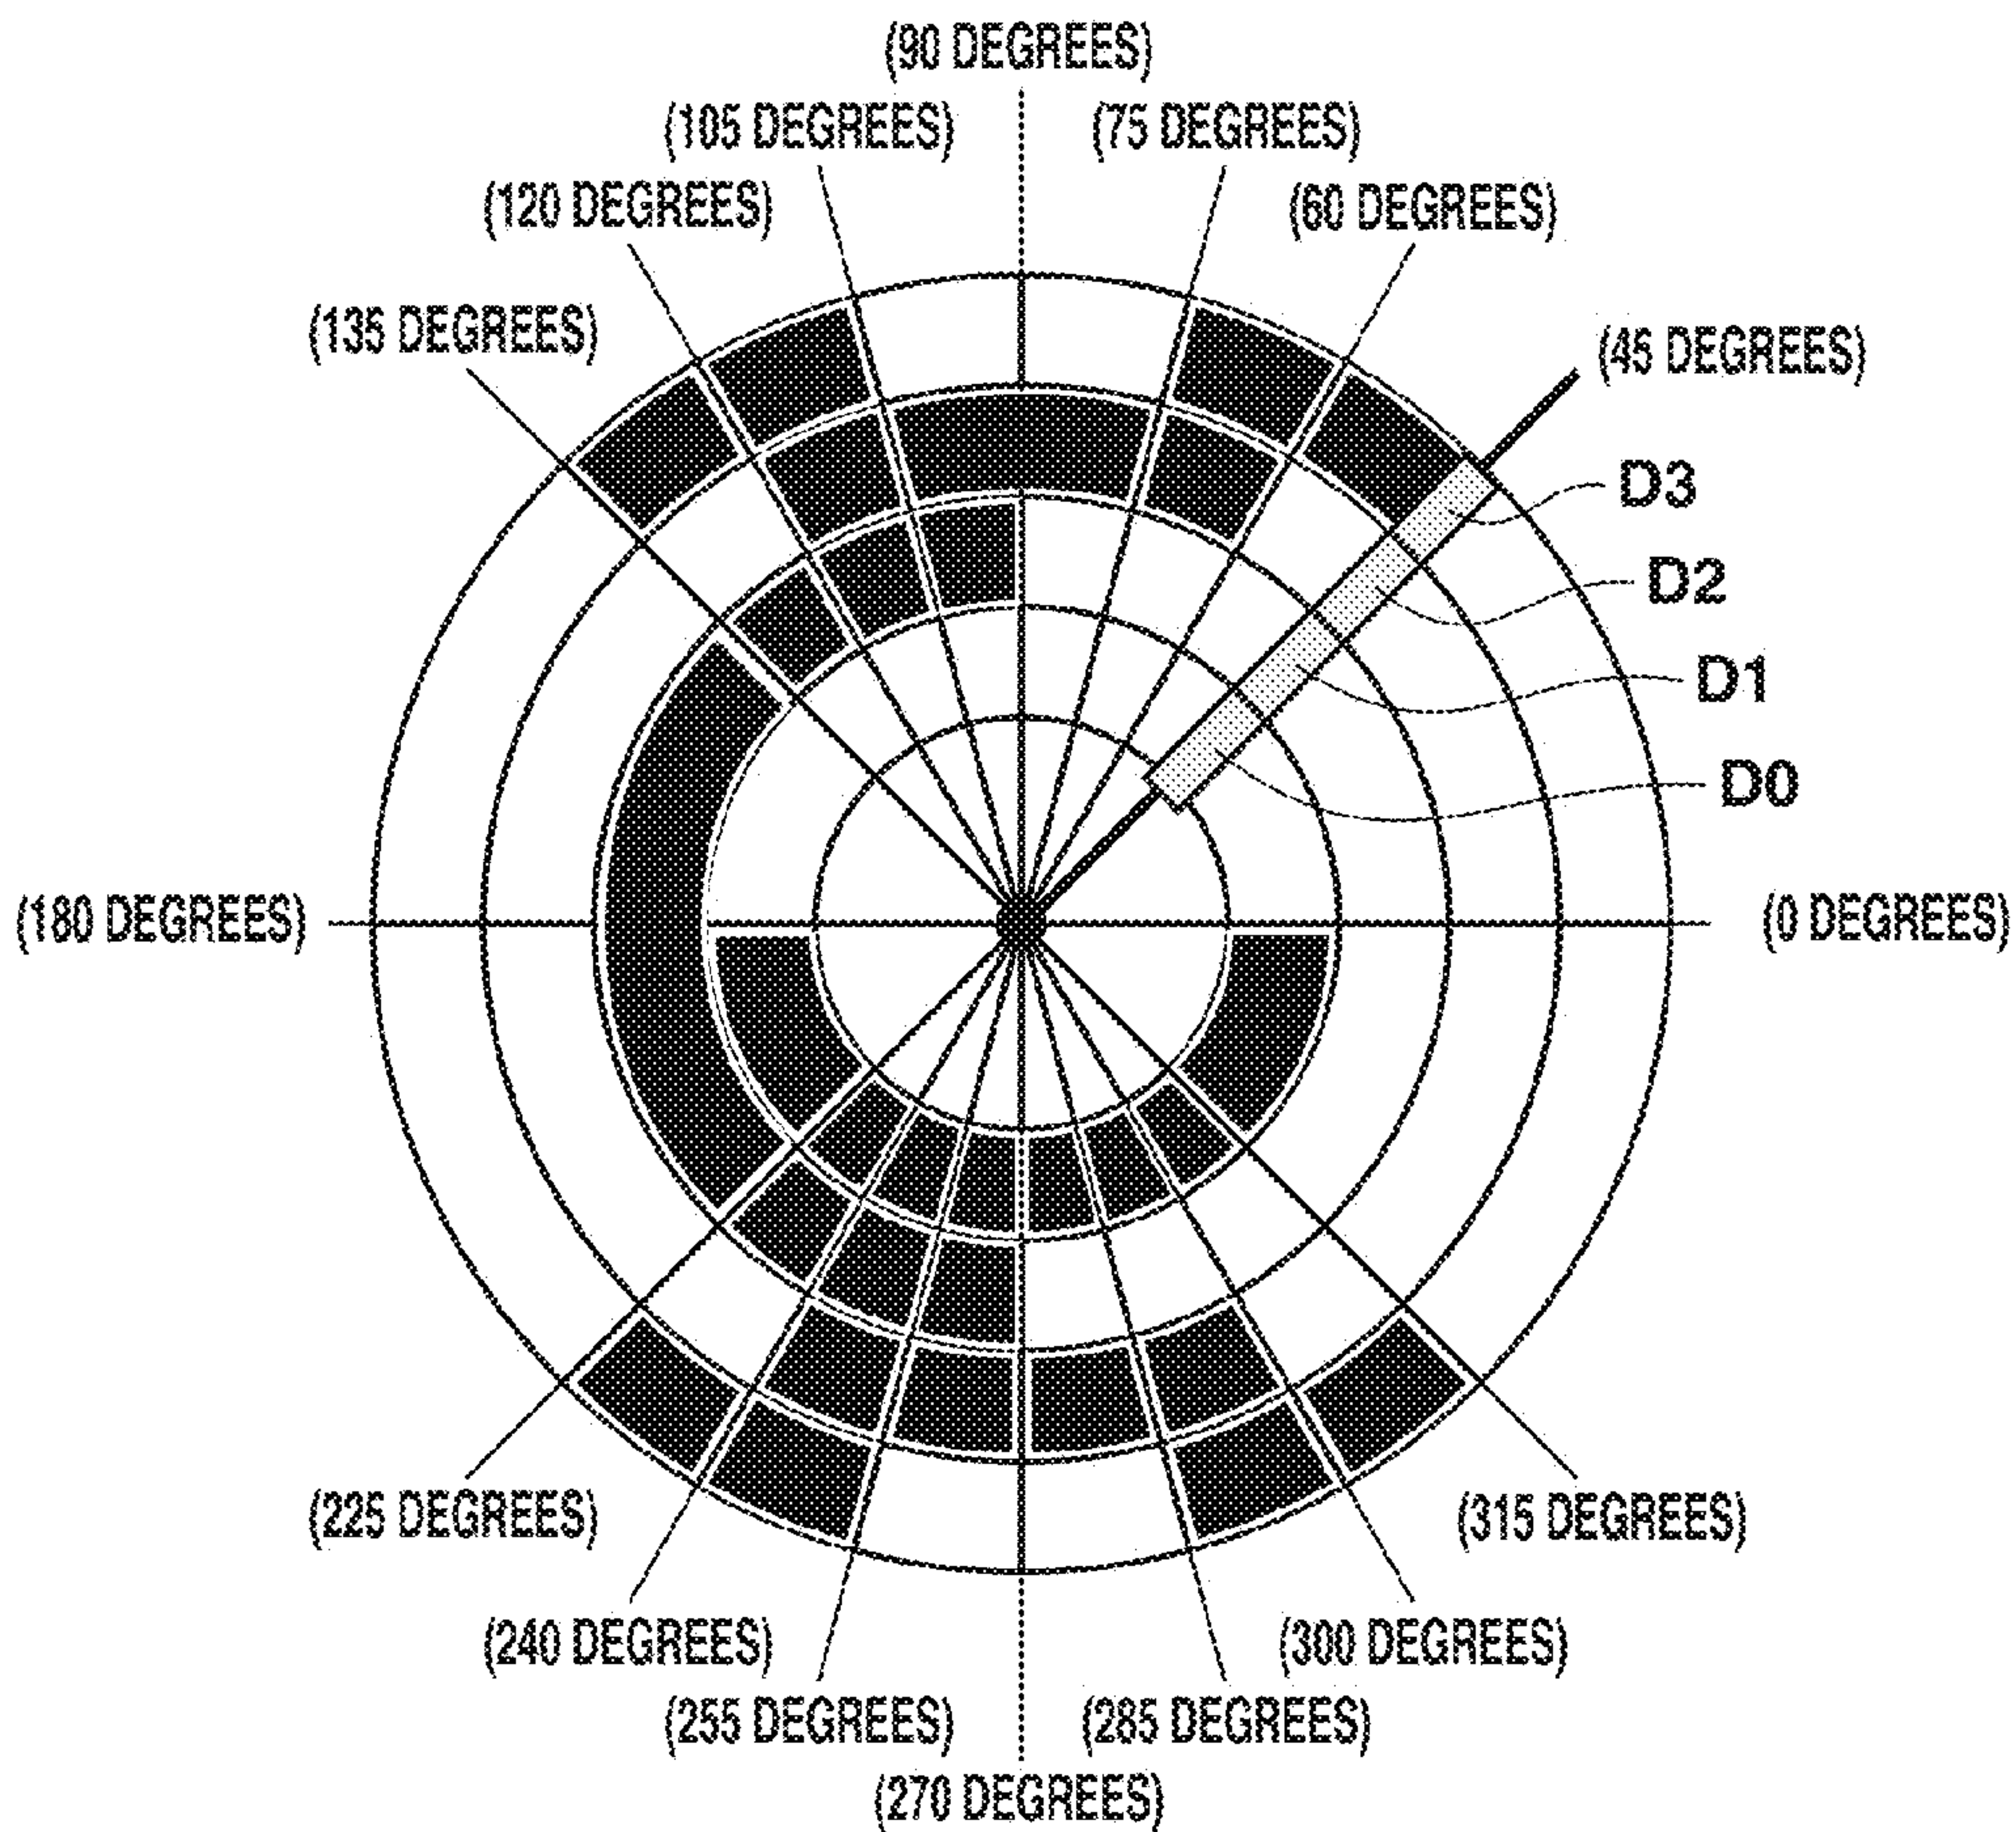 (90 DEGREES)
(105 DEGREES)
(75 DEGREES)
(120 DEGREES)
(60 DEGREES)
(135 DEGREES)
(45 DEGREES)
D3
D2
D1
D0
(180 DEGREES)
(0 DEGREES)
(225 DEGREES)
(315 DEGREES)
(240 DEGREES)
(300 DEGREES)
(255 DEGREES)
(285 DEGREES)
(270 DEGREES)